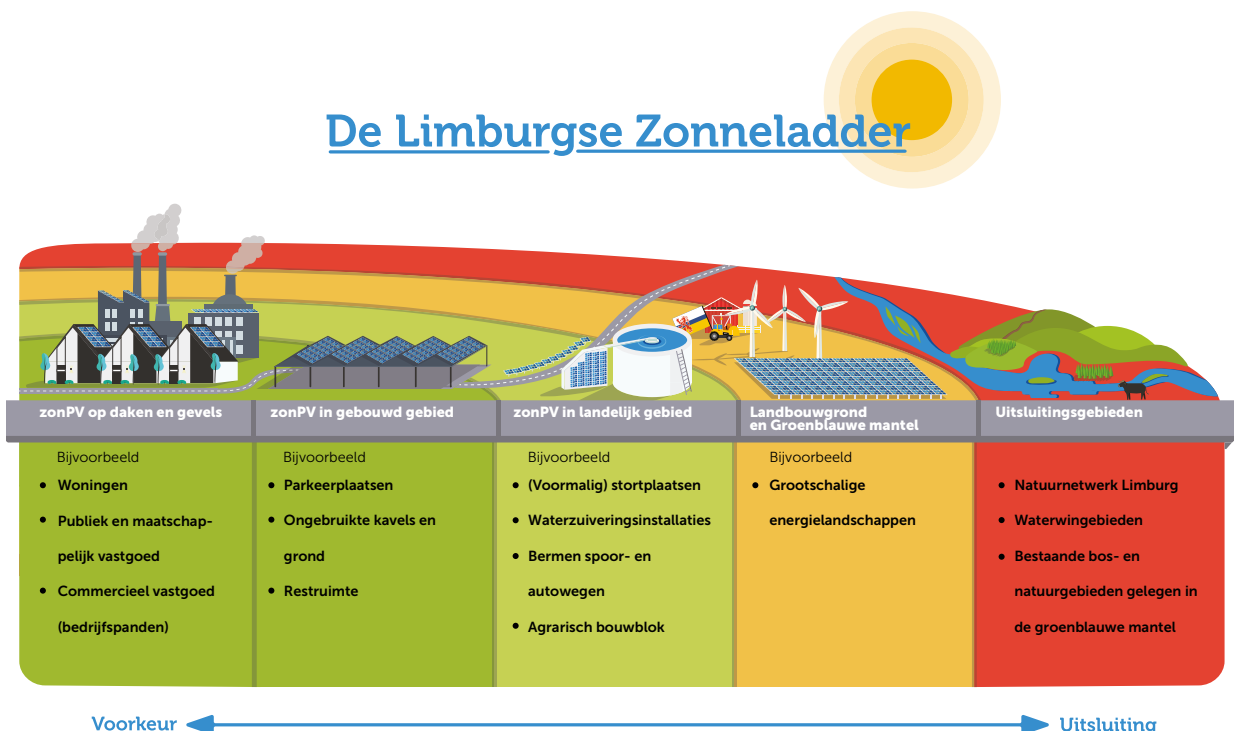 De Limburgse Zonneladder
zonPV op daken en gevels
Bijvoorbeeld
Woningen
Publiek en maatschap-
pelijk vastgoed
Commercieel vastgoed
(bedrijfspanden)
zonPV in gebouwd gebied
Bijvoorbeeld
Parkeerplaatsen
Ongebruikte kavels en
grond
Restruimte
zonPV in landelijk gebied
Bijvoorbeeld
(Voormalig) stortplaatsen
Waterzuiveringsinstallaties
Bermen spoor- en
autowegen
Agrarisch bouwblok
Landbouwgrond
en Groenblauwe mantel
Bijvoorbeeld
Grootschalige
energielandschappen
Uitsluitingsgebieden
Natuurnetwerk Limburg
Waterwingebieden
Bestaande bos- en
natuurgebieden gelegen in
de groenblauwe mantel
Voorkeur
Uitsluiting